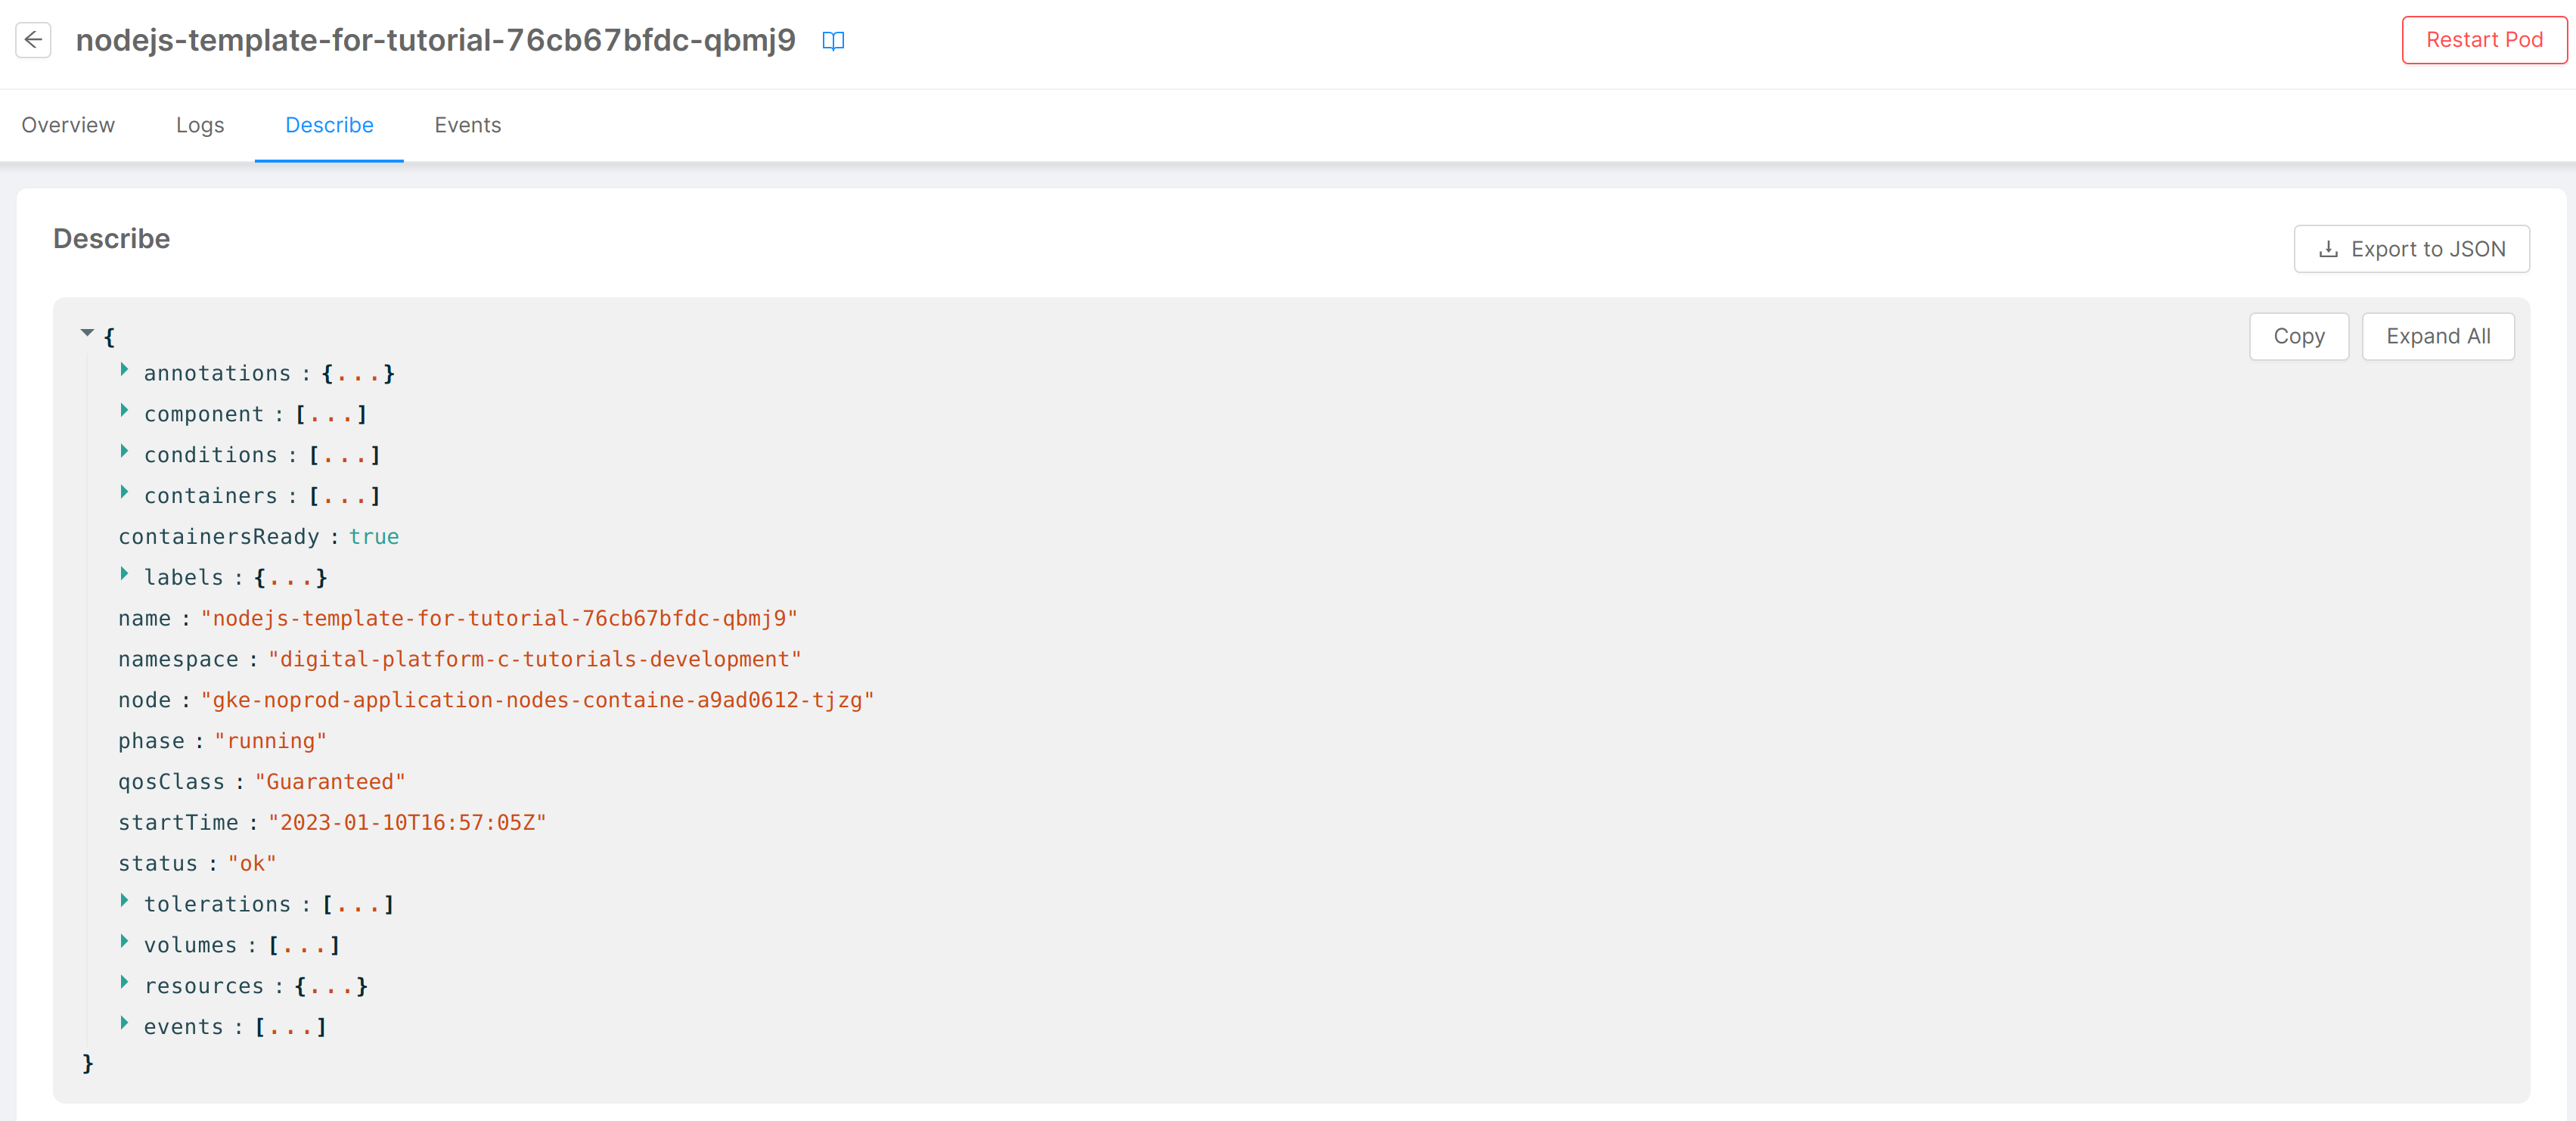 nodejs-template-for-tutorial-76cb67bfdc-qbmj9
Restart Pod
Overview Logs Describe Events
Describe
Export to JSON
{
Copy Expand All
annotations : {...}
component : [...]
conditions : [...]
containers : [...]
containersReady : true
labels : {...}
name : "nodejs-template-for-tutorial-76cb67bfdc-qbmj9"
namespace : "digital-platform-c-tutorials-development"
node : "gke-noprod-application-nodes-containe-a9ad0612-tjzg"
phase : "running"
qosClass : "Guaranteed"
startTime : "2023-01-10T16:57:05Z"
status : "ok"
tolerations : [...]
volumes : [...]
resources : {...}
events : [...]
}